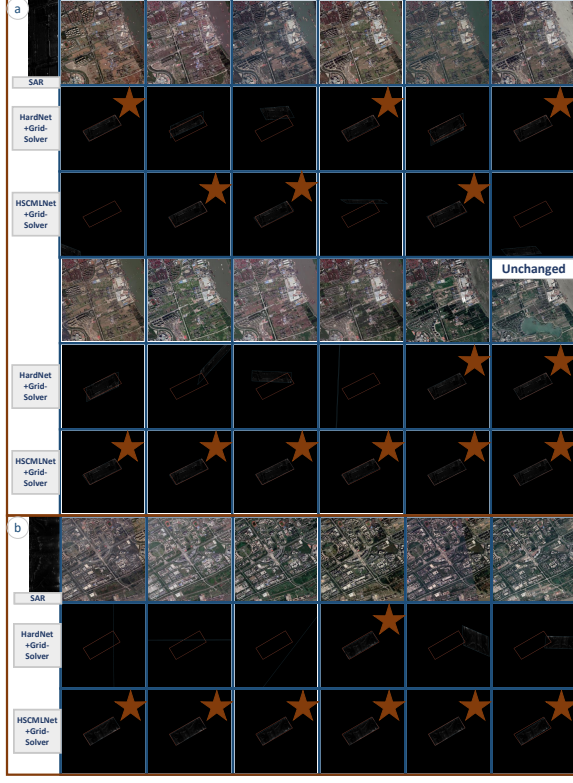 a
SAR
HardNet
+Grid-
Solver
HSCMLNet
+Grid-
Solver
Unchanged
HardNet
+Grid-
Solver
HSCMLNet
+Grid-
Solver
b
SAR
HardNet
+Grid-
Solver
HSCMLNet
+Grid-
Solver